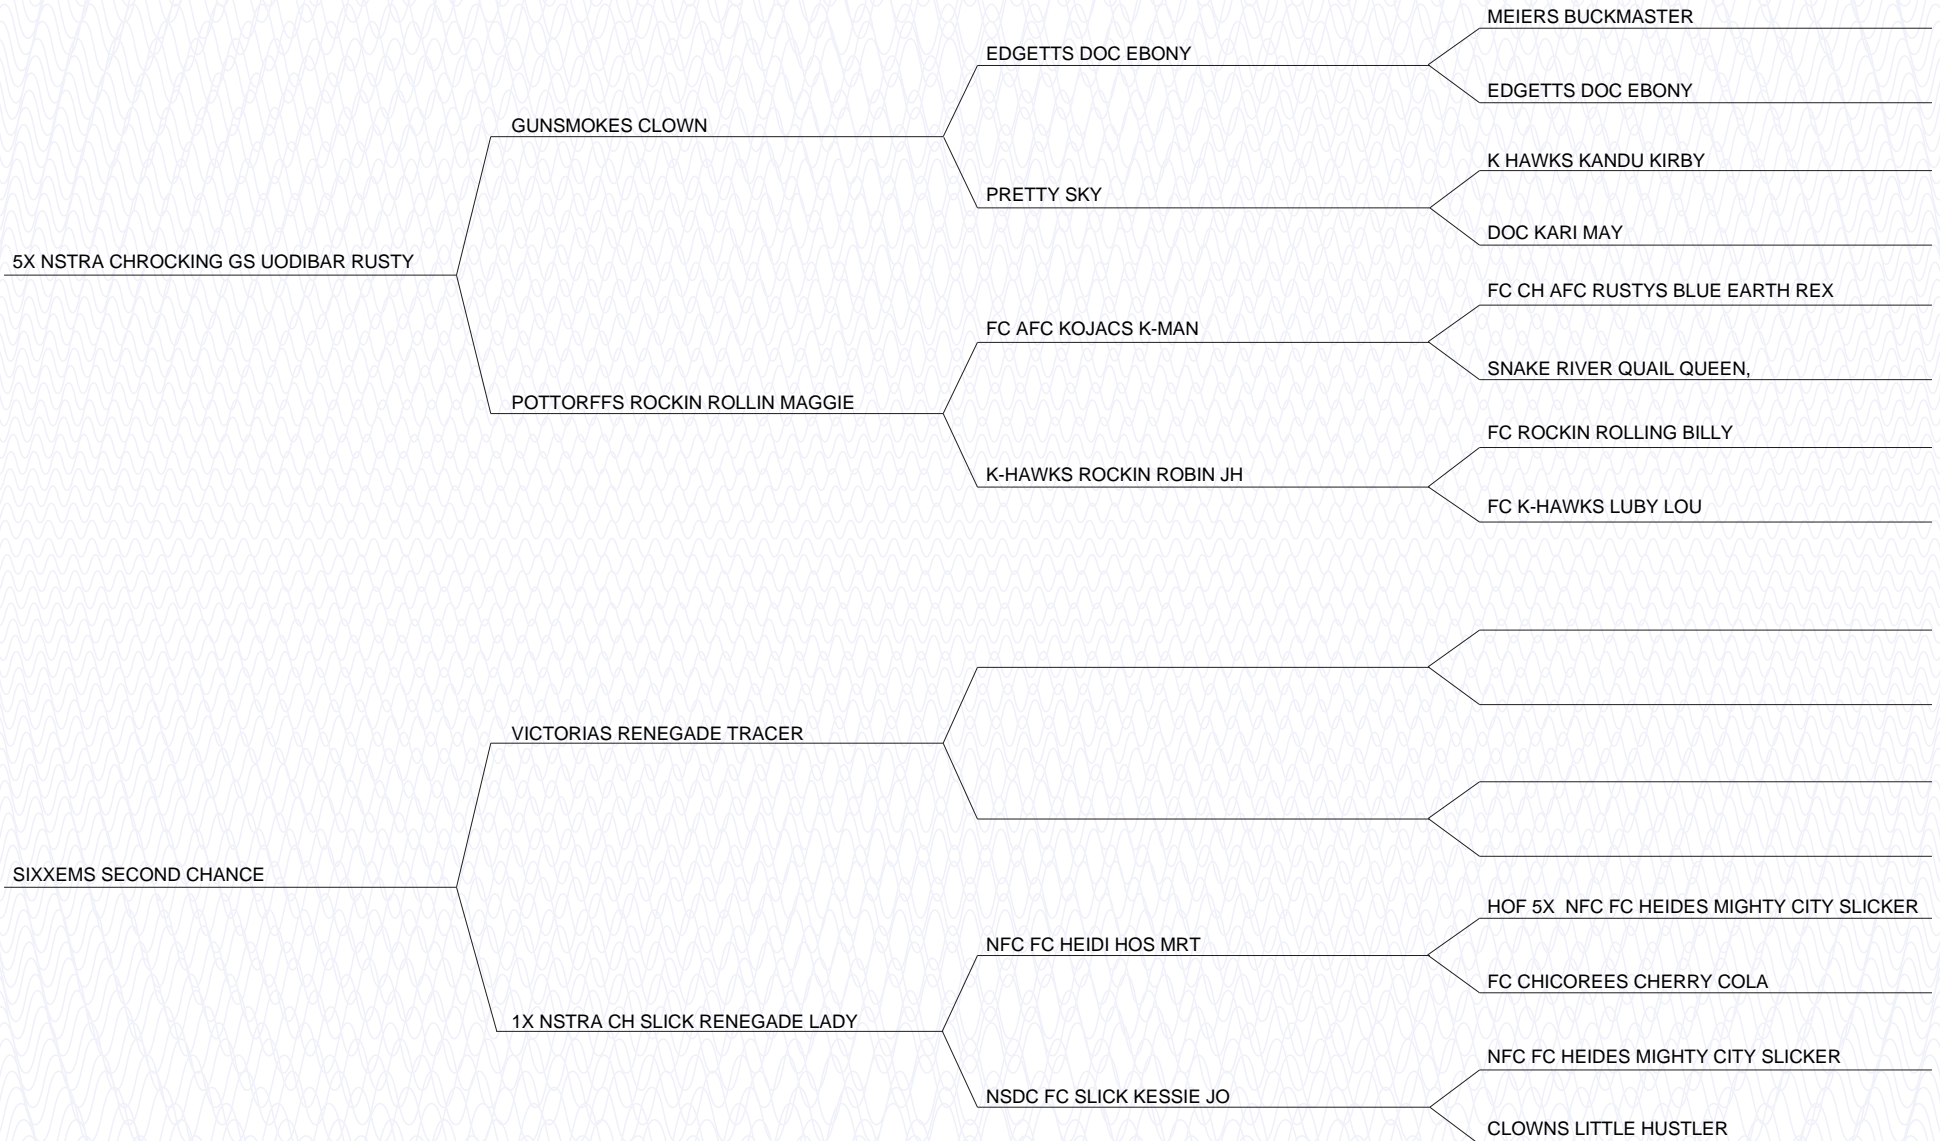 MEIERS BUCKMASTER
EDGETTS DOC EBONY
EDGETTS DOC EBONY
GUNSMOKES CLOWN
K HAWKS KANDU KIRBY
PRETTY SKY
DOC KARI MAY
5X NSTRA CHROCKING GS UODIBAR RUSTY
FC CH AFC RUSTYS BLUE EARTH REX
FC AFC KOJACS K-MAN
SNAKE RIVER QUAIL QUEEN,
POTTORFFS ROCKIN ROLLIN MAGGIE
FC ROCKIN ROLLING BILLY
K-HAWKS ROCKIN ROBIN JH
FC K-HAWKS LUBY LOU
VICTORIAS RENEGADE TRACER
SIXXEMS SECOND CHANCE
HOF 5X  NFC FC HEIDES MIGHTY CITY SLICKER
NFC FC HEIDI HOS MRT
FC CHICOREES CHERRY COLA
1X NSTRA CH SLICK RENEGADE LADY
NFC FC HEIDES MIGHTY CITY SLICKER
NSDC FC SLICK KESSIE JO
CLOWNS LITTLE HUSTLER